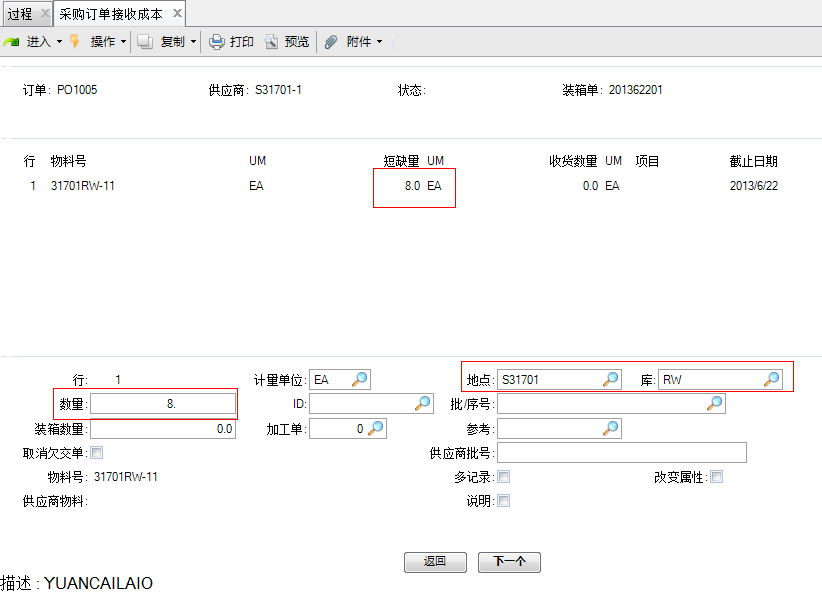 过程 采购订单接收成本
进入 操作 复制 打印 预览 附件
订单: PO1005 供应商: S31701-1 状态: 装箱单: 201362201
行 物料号 UM 短缺量 UM 收货数量 UM 项目 截止日期
1 31701RW-11 EA 8.0 EA 0.0 EA 2013/6/22
行: 1 计量单位: EA 地点: S31701 库: RW
数量: 8. ID: 批/序号:
装箱数量: 0.0 加工单: 0 参考:
取消欠交单: 供应商批号:
物料号: 31701RW-11 多记录: 改变属性:
供应商物料: 说明:
返回 下一个
描述 : YUANCAILAIO